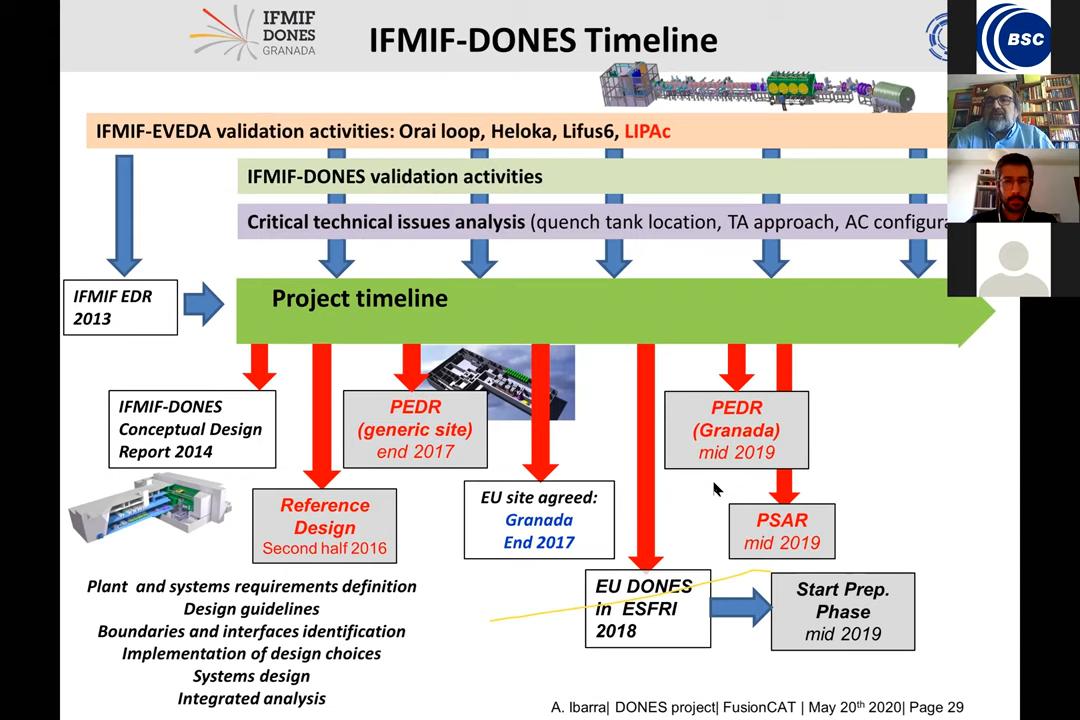 IFMIF
DONES
GRANADA
IFMIF-DONES Timeline
BSC
IFMIF-EVEDA validation activities: Orai loop, Heloka, Lifus6, LIPAc
IFMIF-DONES validation activities
Critical technical issues analysis (quench tank location, TA approach, AC configura
IFMIF EDR
2013
Project timeline
IFMIF-DONES
Conceptual Design
Report 2014
PEDR
(generic site)
end 2017
PEDR
(Granada)
mid 2019
Reference
Design
Second half 2016
EU site agreed:
Granada
End 2017
PSAR
mid 2019
EU DONES
in ESFRI
2018
Start Prep.
Phase
mid 2019
Plant and systems requirements definition
Design guidelines
Boundaries and interfaces identification
Implementation of design choices
Systems design
Integrated analysis
A. Ibarra| DONES project| FusionCAT | May 20th 2020| Page 29